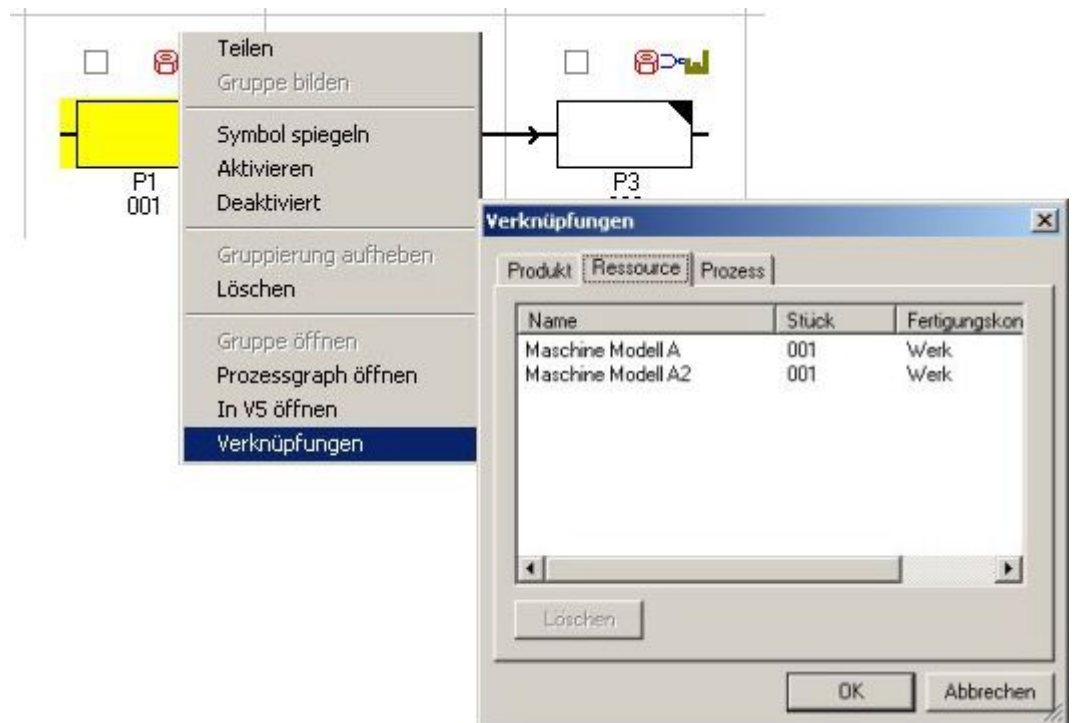 Teilen
Gruppe bilden
Symbol spiegeln
Aktivieren
Deaktiviert
Gruppierung aufheben
Löschen
Gruppe öffnen
Prozessgraph öffnen
In V5 öffnen
Verknüpfungen
P1
001
P3
Verknüpfungen
Produkt Ressource Prozess
Name Stück Fertigungskon
Maschine Modell A 001 Werk
Maschine Modell A2 001 Werk
Löschen
OK Abbrechen